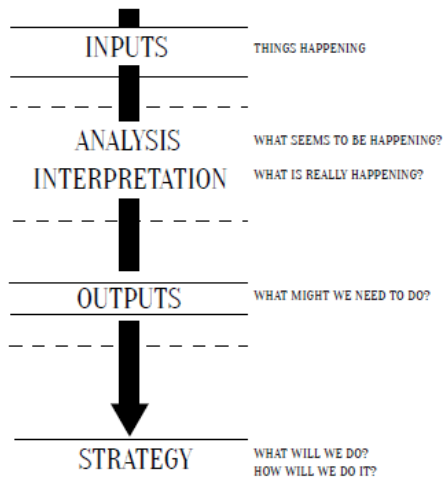 INPUTS
THINGS HAPPENING
ANALYSIS
WHAT SEEMS TO BE HAPPENING?
INTERPRETATION
WHAT IS REALLY HAPPENING?
OUTPUTS
WHAT MIGHT WE NEED TO DO?
STRATEGY
WHAT WILL WE DO?
HOW WILL WE DO IT?